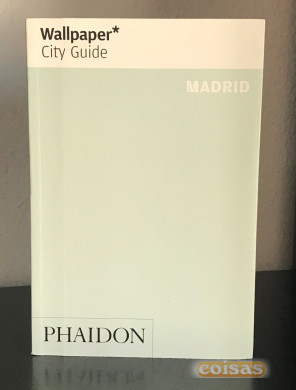 Wallpaper*
City Guide
MADRID
PHAIDON
coisas